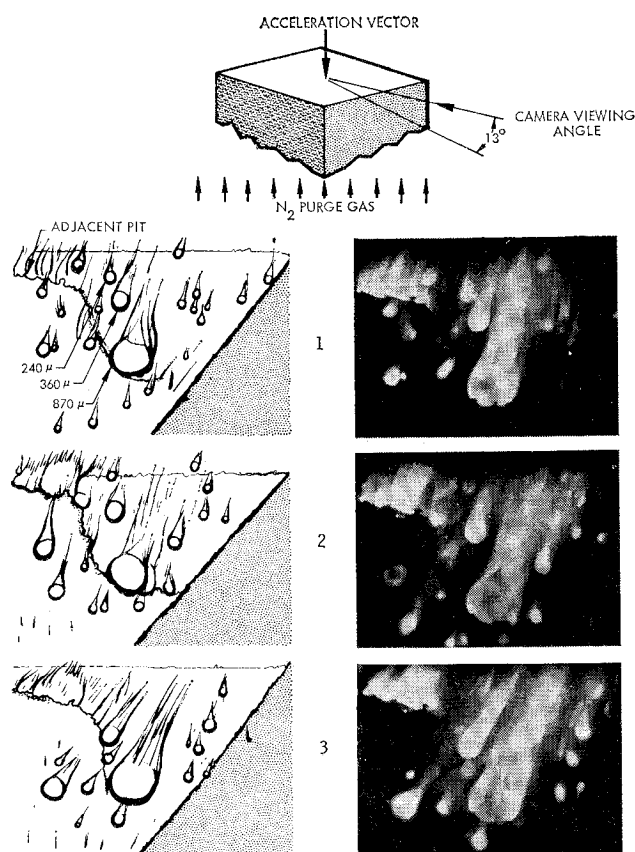 ACCELERATION VECTOR
CAMERA VIEWING
ANGLE
13°
N₂ PURGE GAS
ADJACENT PIT
1
240 μ
360 μ
870 μ
2
3